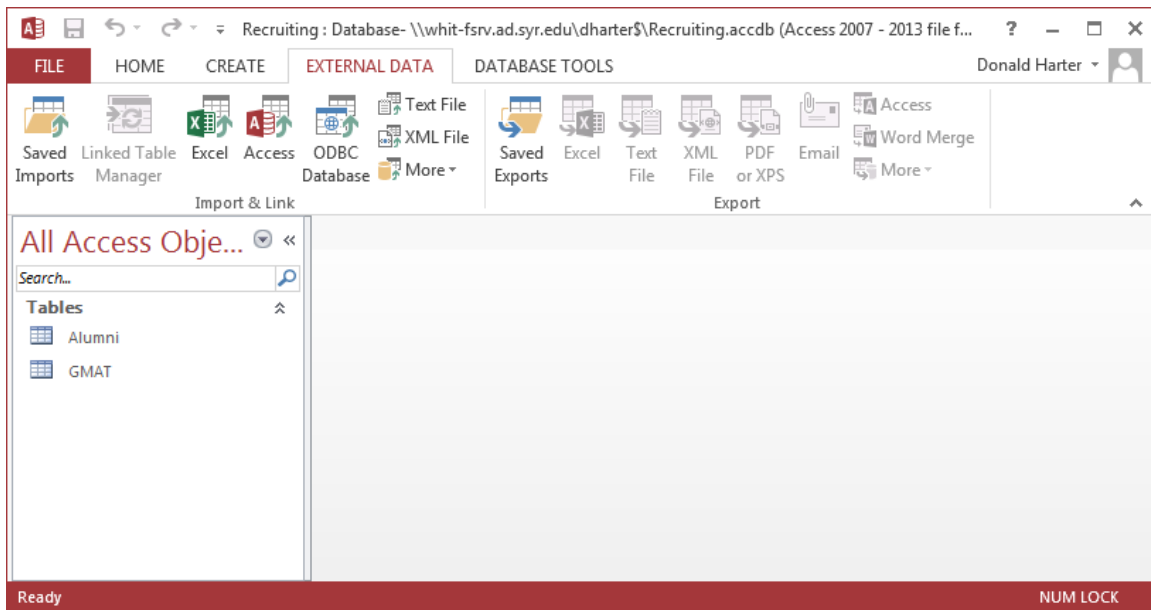 Recruiting : Database- \\whit-fsrv.ad.syr.edu\dharter$\Recruiting.accdb (Access 2007 - 2013 file f... ?
FILE HOME CREATE EXTERNAL DATA DATABASE TOOLS Donald Harter
Saved Imports
Linked Table Manager
Excel
Access
ODBC Database
Text File
XML File
More
Import & Link
Saved Exports
Excel
Text File
XML File
PDF or XPS
Email
Access
Word Merge
More
Export
All Access Obje... «
Search...
Tables
Alumni
GMAT
Ready NUM LOCK